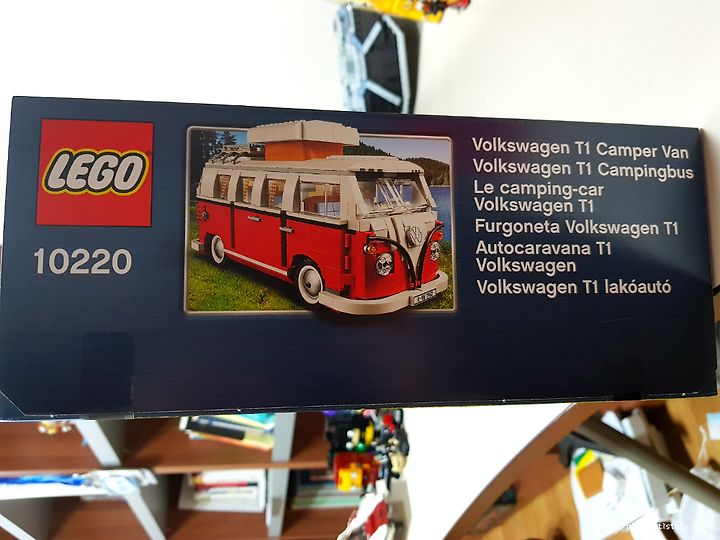 LEGO
10220
Volkswagen T1 Camper Van
Volkswagen T1 Campingbus
Le camping-car
Volkswagen T1
Furgoneta Volkswagen T1
Autocaravana T1
Volkswagen
Volkswagen T1 lakóautó